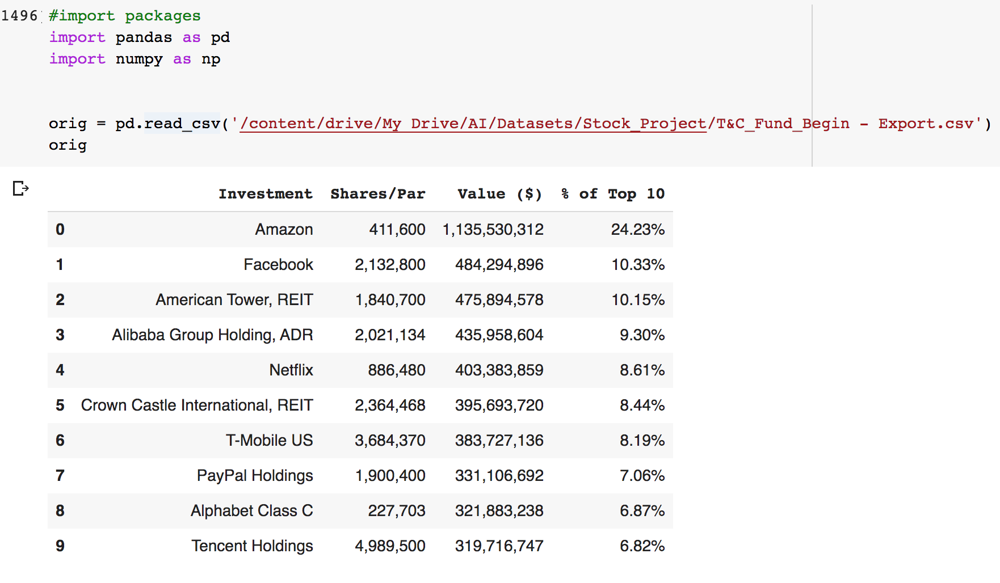 1496 #import packages
import pandas as pd
import numpy as np
orig = pd.read_csv('/content/drive/My Drive/AI/Datasets/Stock_Project/T&C_Fund_Begin - Export.csv')
orig
Investment Shares/Par Value ($) % of Top 10
0 Amazon 411,600 1,135,530,312 24.23%
1 Facebook 2,132,800 484,294,896 10.33%
2 American Tower, REIT 1,840,700 475,894,578 10.15%
3 Alibaba Group Holding, ADR 2,021,134 435,958,604 9.30%
4 Netflix 886,480 403,383,859 8.61%
5 Crown Castle International, REIT 2,364,468 395,693,720 8.44%
6 T-Mobile US 3,684,370 383,727,136 8.19%
7 PayPal Holdings 1,900,400 331,106,692 7.06%
8 Alphabet Class C 227,703 321,883,238 6.87%
9 Tencent Holdings 4,989,500 319,716,747 6.82%